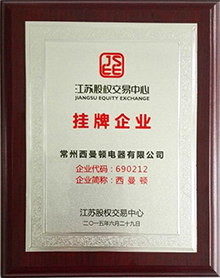 JSEE
江苏股权交易中心
JIANGSU EQUITY EXCHANGE
挂牌企业
常州西曼顿电器有限公司
企业代码：690212
企业简称：西曼顿
江苏股权交易中心
二〇一五年六月二十九日